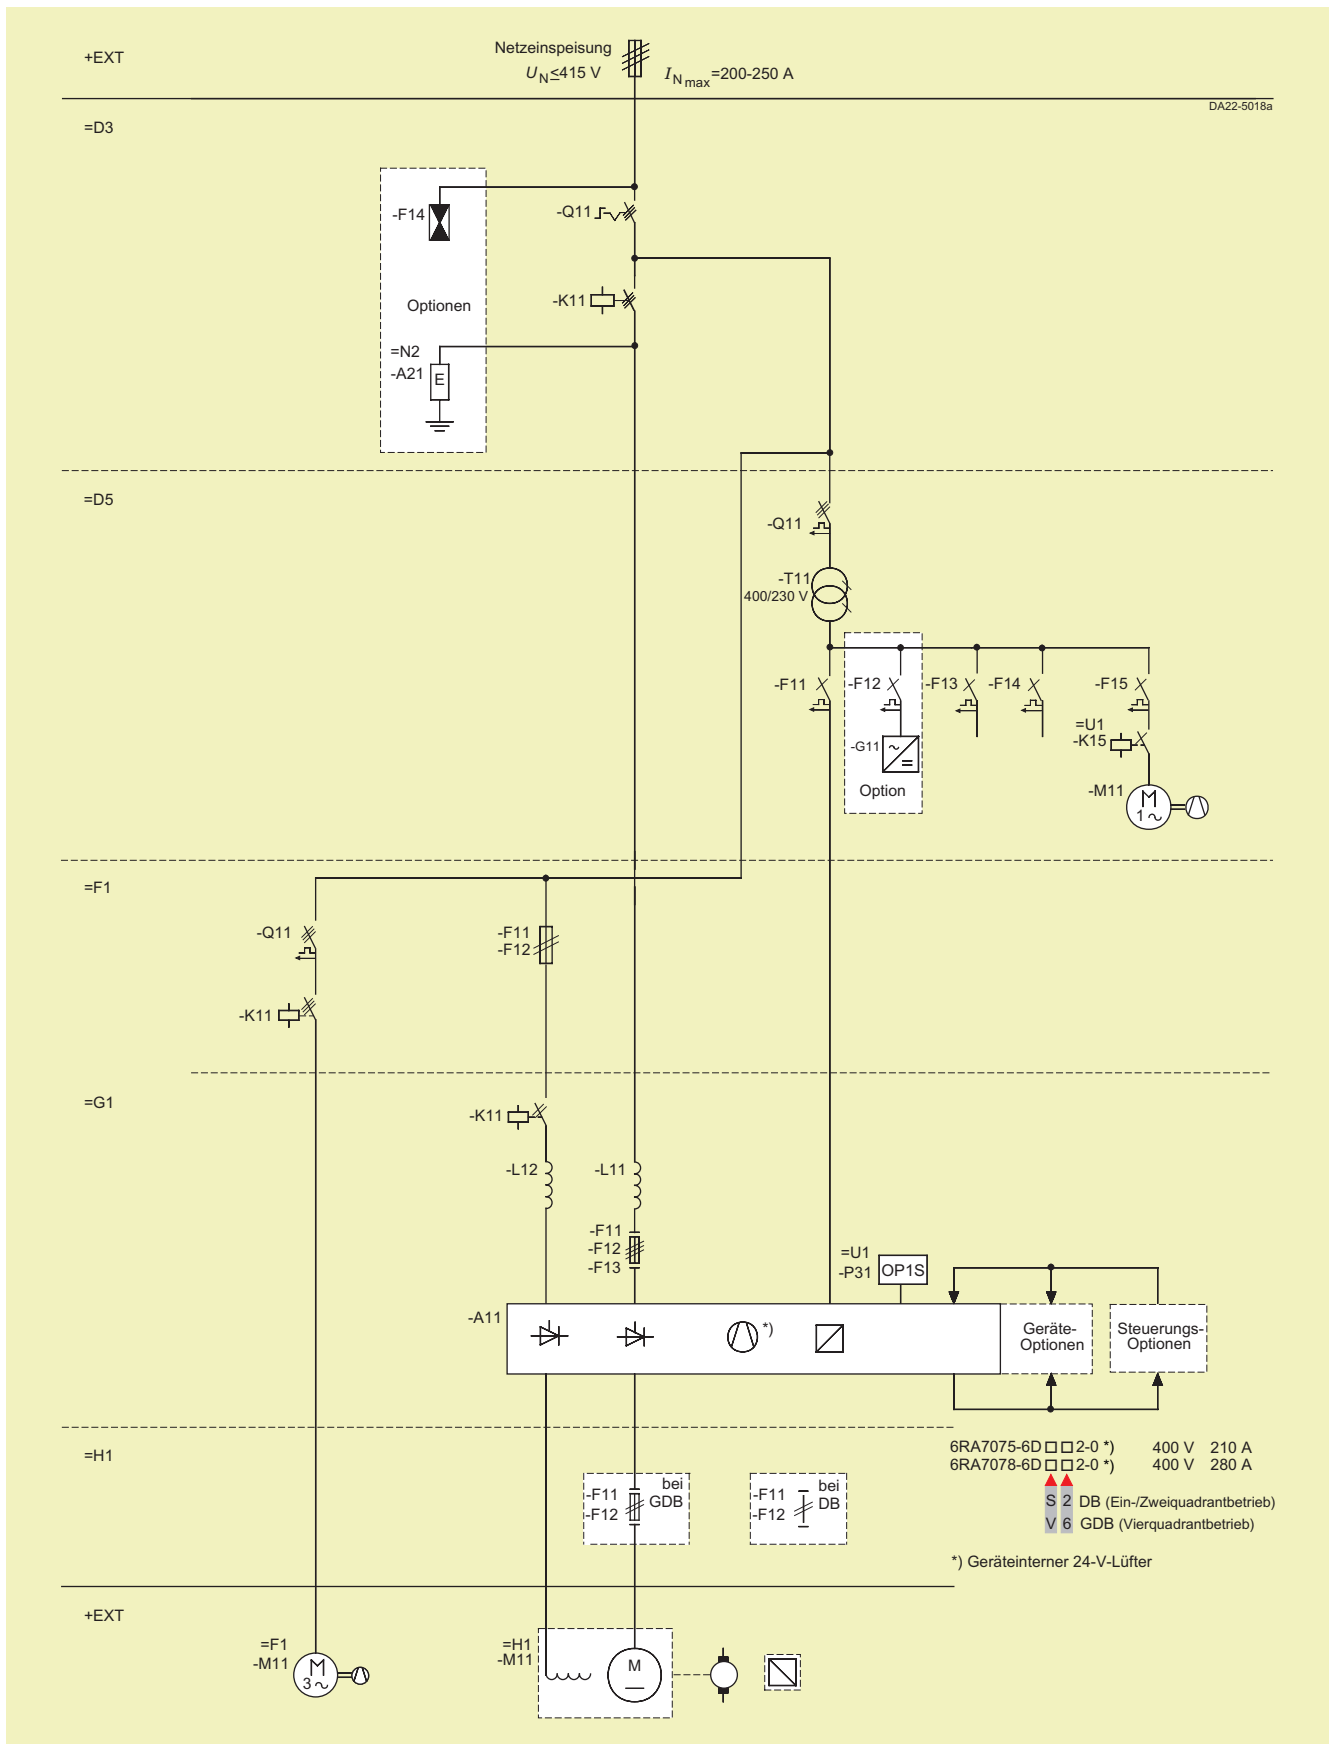 +EXT
Netzeinspeisung
UN≤415 V
IN max=200-250 A
DA22-5018a
=D3
-F14
-Q11
Optionen
-K11
=N2
-A21
E
=D5
-Q11
-T11
400/230 V
-F11
-F12
-F13
-F14
-F15
=U1
-K15
-G11
Option
-M11
M
1~
=F1
-Q11
-F11
-F12
-K11
=G1
-K11
-L12
-L11
-F11
-F12
-F13
=U1
-P31
OP1S
-A11
*)
Geräte-
Optionen
Steuerungs-
Optionen
=H1
-F11
-F12
bei
GDB
-F11
-F12
bei
DB
6RA7075-6D□□2-0 *) 400 V 210 A
6RA7078-6D□□2-0 *) 400 V 280 A
S 2 DB (Ein-/Zweiquadrantbetrieb)
V 6 GDB (Vierquadrantbetrieb)
*) Geräteinterner 24-V-Lüfter
+EXT
=F1
-M11
M
3~
=H1
-M11
M